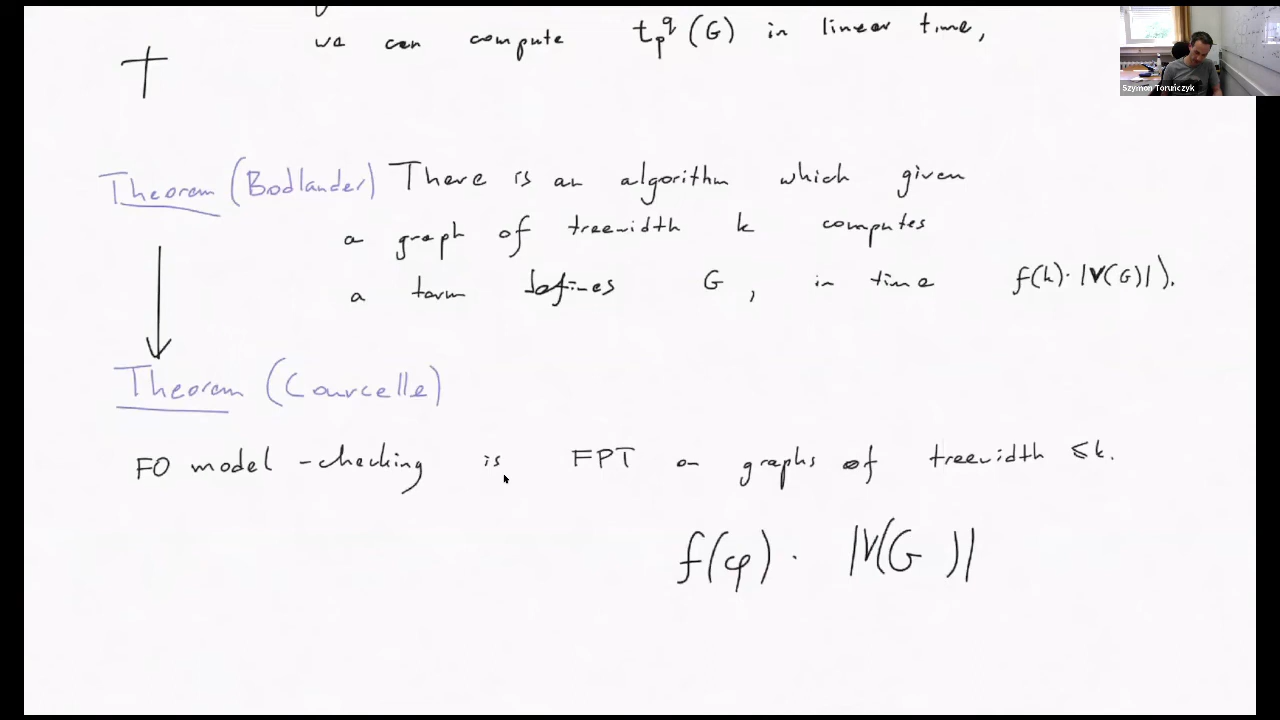 we can compute tp^q (G) in linear time,
Szymon Toruńczyk
Theorem (Bodlander) There is an algorithm which given
a graph of treewidth k computes
a term defines G, in time f(k)·|V(G)|).
Theorem (Courcelle)
FO model-checking is FPT on graphs of treewidth ≤k.
f(φ) · |V(G)|